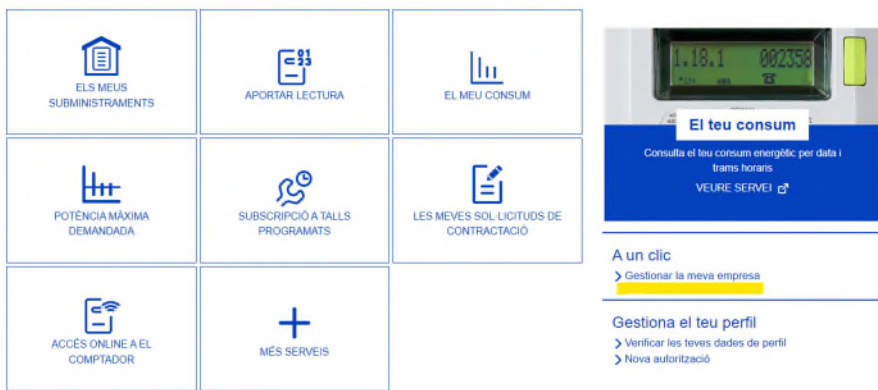 ELS MEUS
SUBMINISTRAMENTS
APORTAR LECTURA
EL MEU CONSUM
POTÈNCIA MÀXIMA
DEMANDADA
SUBSCRIPCIÓ A TALLS
PROGRAMATS
LES MEVES SOL·LICITUDS DE
CONTRACTACIÓ
ACCÉS ONLINE A EL
COMPTADOR
MÉS SERVEIS
1.18.1 002358
El teu consum
Consulta el teu consum energètic per data i
trams horaris
VEURE SERVEI
A un clic
Gestionar la meva empresa
Gestiona el teu perfil
Verificar les teves dades de perfil
Nova autorització